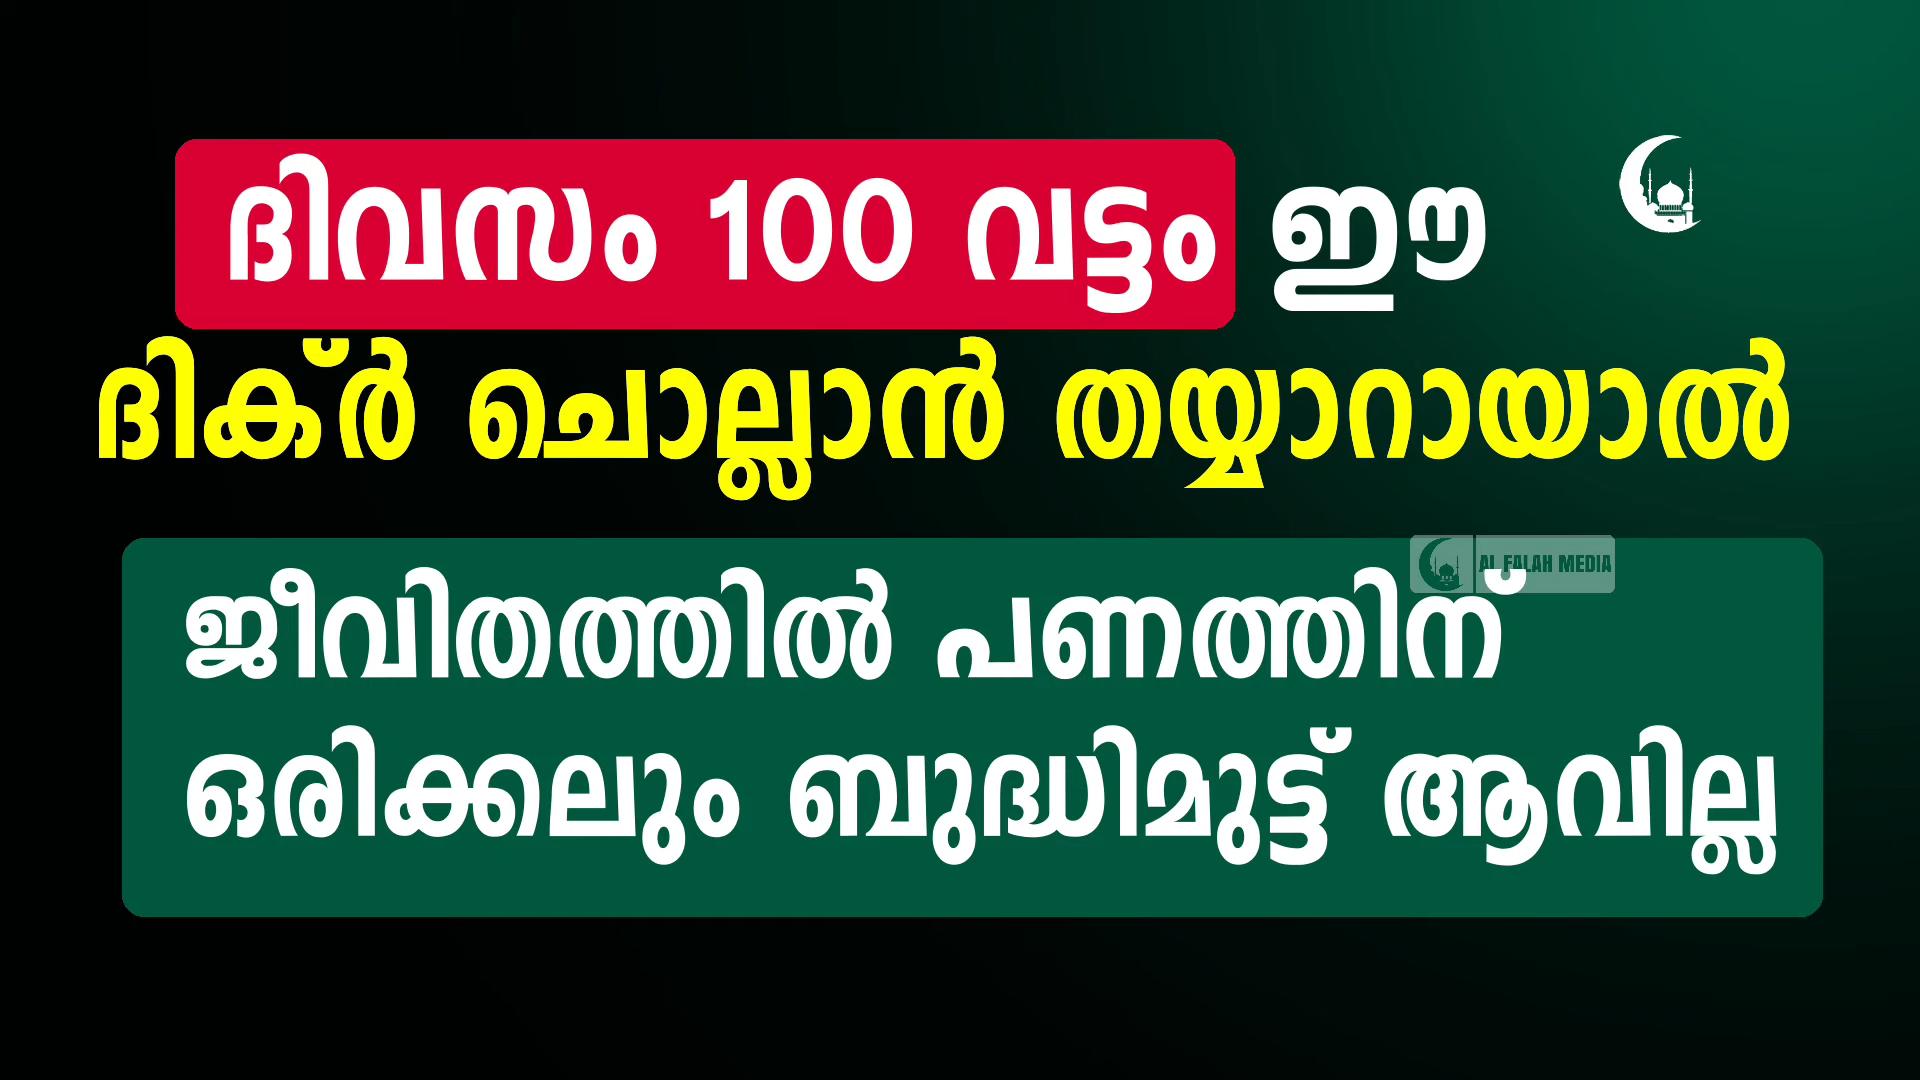 ദിവസം 100 വട്ടം ഈ
ദിക്ർ ചൊല്ലാൻ തയ്യാറായാൽ
AL FALAH MEDIA
ജീവിതത്തിൽ പണത്തിന്
ഒരിക്കലും ബുദ്ധിമുട്ട് ആവില്ല